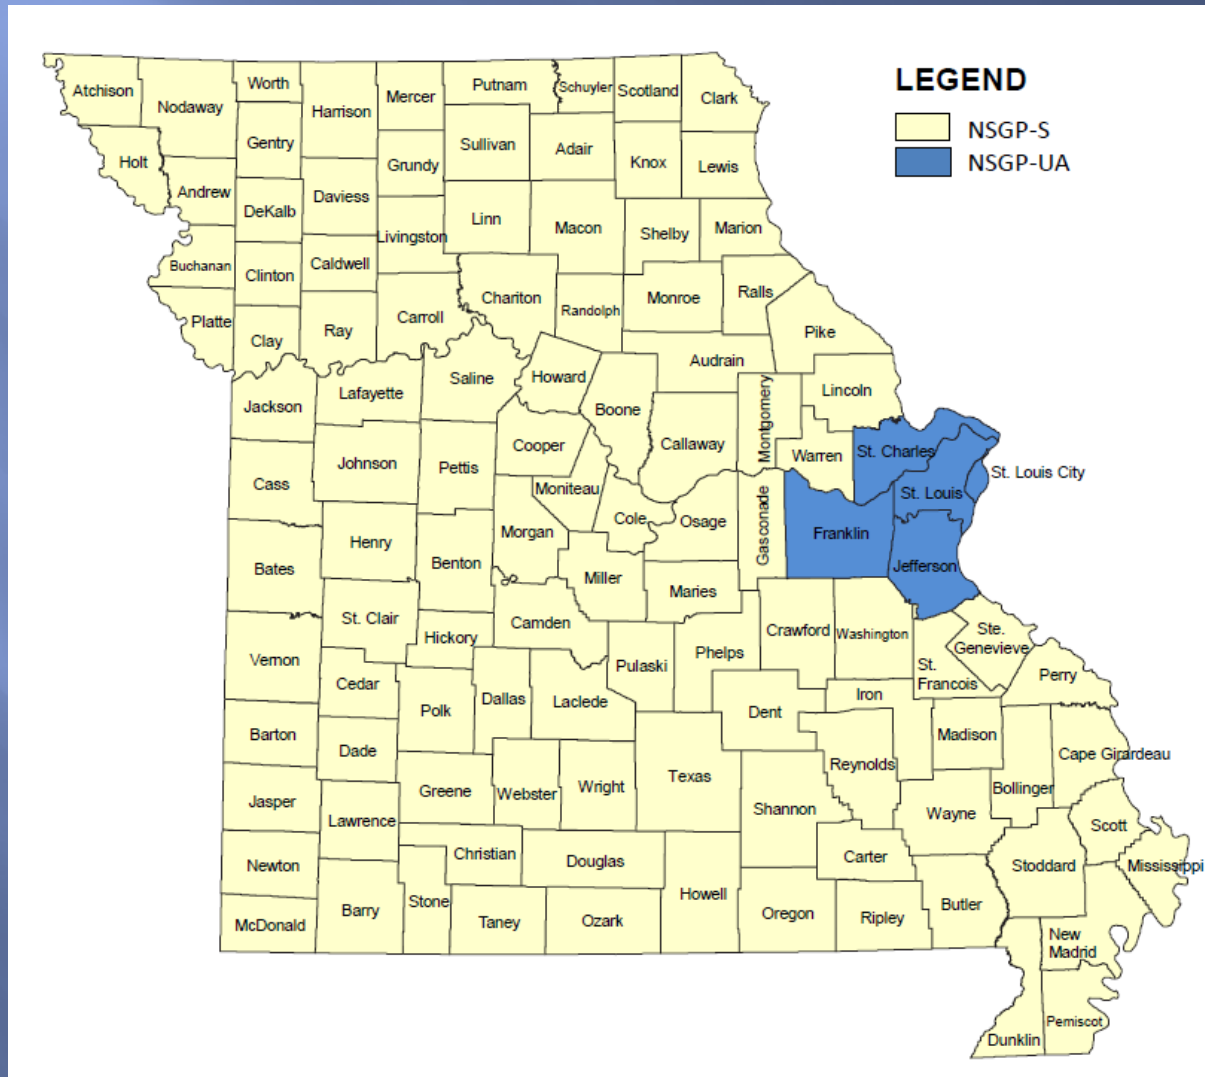 LEGEND
NSGP-S
NSGP-UA
Atchison
Nodaway
Worth
Harrison
Mercer
Putnam
Schuyler
Scotland
Clark
Holt
Gentry
Grundy
Sullivan
Adair
Knox
Lewis
Andrew
DeKalb
Daviess
Livingston
Linn
Macon
Shelby
Marion
Buchanan
Clinton
Caldwell
Chariton
Randolph
Monroe
Ralls
Platte
Clay
Ray
Carroll
Pike
Audrain
Jackson
Lafayette
Saline
Howard
Boone
Lincoln
Montgomery
Callaway
Cooper
Warren
St. Charles
St. Louis City
Cass
Johnson
Pettis
Moniteau
St. Louis
Morgan
Cole
Osage
Gasconade
Franklin
Bates
Henry
Benton
Miller
Maries
Jefferson
St. Clair
Hickory
Camden
Pulaski
Phelps
Crawford
Washington
Ste.
Genevieve
Vernon
Cedar
St.
Francois
Perry
Polk
Dallas
Laclede
Dent
Iron
Barton
Dade
Madison
Cape Girardeau
Jasper
Greene
Webster
Wright
Texas
Reynolds
Bollinger
Lawrence
Shannon
Wayne
Scott
Newton
Christian
Douglas
Carter
Stoddard
Mississippi
McDonald
Barry
Stone
Taney
Ozark
Howell
Oregon
Ripley
Butler
New
Madrid
Dunklin
Pemiscot